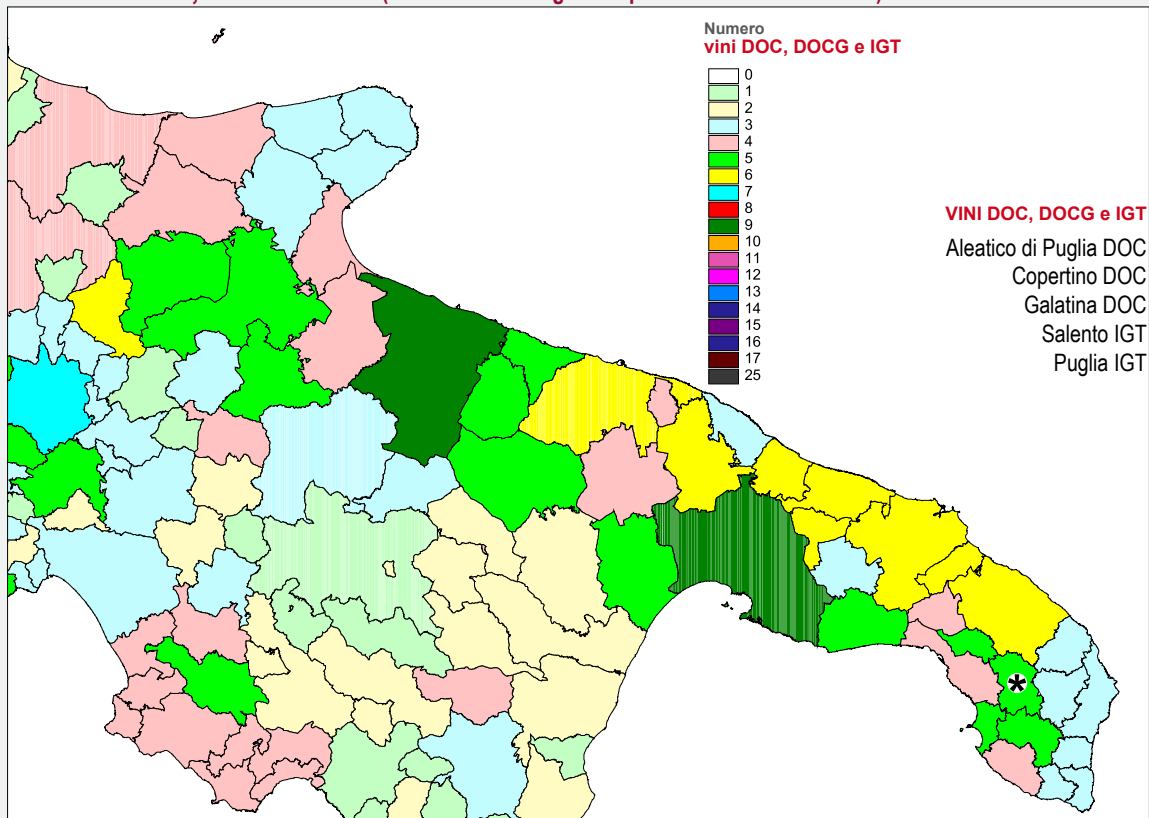 Numero
vini DOC, DOCG e IGT
0
1
2
3
4
5
6
7
8
9
10
11
12
13
14
15
16
17
25
VINI DOC, DOCG e IGT
Aleatico di Puglia DOC
Copertino DOC
Galatina DOC
Salento IGT
Puglia IGT
*